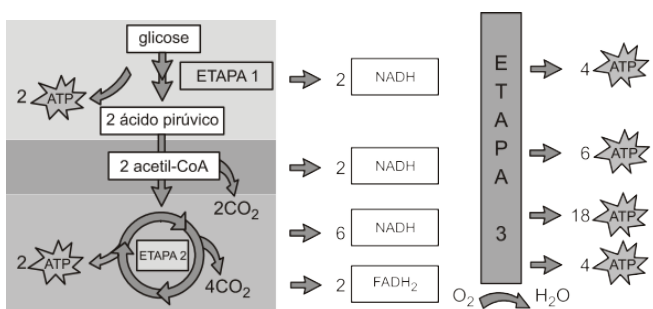 glicose
ETAPA 1
2 ATP
2 ácido pirúvico
2 acetil-CoA
2CO₂
ETAPA 2
2 ATP
4CO₂
2 NADH
2 NADH
6 NADH
2 FADH₂
ETAPA 3
O₂ H₂O
4 ATP
6 ATP
18 ATP
4 ATP